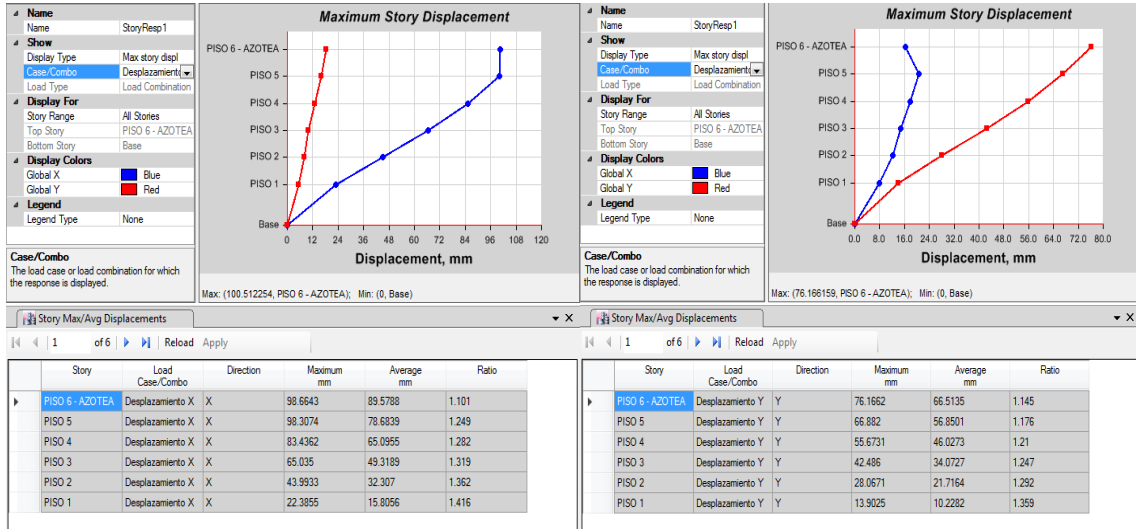 Name
Name StoryResp1
Show
Display Type Max story displ
Case/Combo Desplazamiento
Load Type Load Combination
Display For
Story Range All Stories
Top Story PISO 6 - AZOTEA
Bottom Story Base
Display Colors
Global X Blue
Global Y Red
Legend
Legend Type None
Case/Combo
The load case or load combination for which
the response is displayed.
Maximum Story Displacement
PISO 6 - AZOTEA
PISO 5
PISO 4
PISO 3
PISO 2
PISO 1
Base
0 12 24 36 48 60 72 84 96 108 120
Displacement, mm
Max: (100.512254, PISO 6 - AZOTEA); Min: (0, Base)
Name
Name StoryResp1
Show
Display Type Max story displ
Case/Combo Desplazamiento
Load Type Load Combination
Display For
Story Range All Stories
Top Story PISO 6 - AZOTEA
Bottom Story Base
Display Colors
Global X Blue
Global Y Red
Legend
Legend Type None
Case/Combo
The load case or load combination for which
the response is displayed.
Maximum Story Displacement
PISO 6 - AZOTEA
PISO 5
PISO 4
PISO 3
PISO 2
PISO 1
Base
0.0 8.0 16.0 24.0 32.0 40.0 48.0 56.0 64.0 72.0 80.0
Displacement, mm
Max: (76.166159, PISO 6 - AZOTEA); Min: (0, Base)
Story Max/Avg Displacements
1 of 6 Reload Apply
Story Load Case/Combo Direction Maximum mm Average mm Ratio
PISO 6 - AZOTEA Desplazamiento X X 98.6643 89.5788 1.101
PISO 5 Desplazamiento X X 98.3074 78.6839 1.249
PISO 4 Desplazamiento X X 83.4362 65.0955 1.282
PISO 3 Desplazamiento X X 65.035 49.3189 1.319
PISO 2 Desplazamiento X X 43.9933 32.307 1.362
PISO 1 Desplazamiento X X 22.3855 15.8056 1.416
Story Max/Avg Displacements
1 of 6 Reload Apply
Story Load Case/Combo Direction Maximum mm Average mm Ratio
PISO 6 - AZOTEA Desplazamiento Y Y 76.1662 66.5135 1.145
PISO 5 Desplazamiento Y Y 66.882 56.8501 1.176
PISO 4 Desplazamiento Y Y 55.6731 46.0273 1.21
PISO 3 Desplazamiento Y Y 42.486 34.0727 1.247
PISO 2 Desplazamiento Y Y 28.0671 21.7164 1.292
PISO 1 Desplazamiento Y Y 13.9025 10.2282 1.359